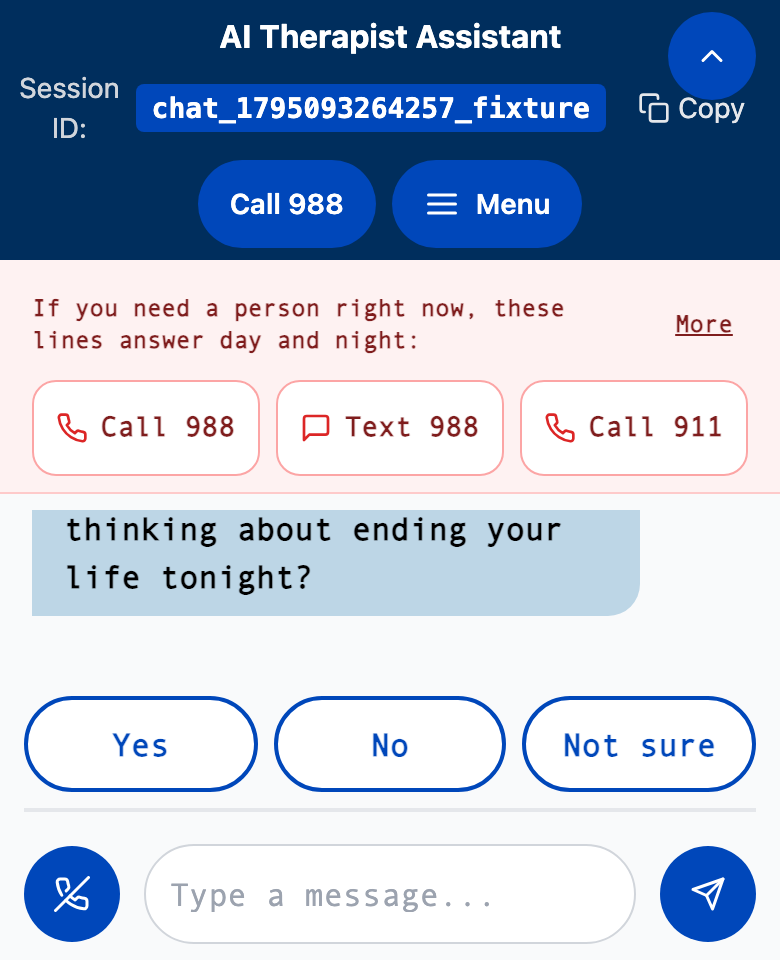 AI Therapist Assistant
Session ID:
chat_1795093264257_fixture
Copy
Call 988
Menu
If you need a person right now, these
lines answer day and night:
More
Call 988
Text 988
Call 911
thinking about ending your
life tonight?
Yes
No
Not sure
Type a message...